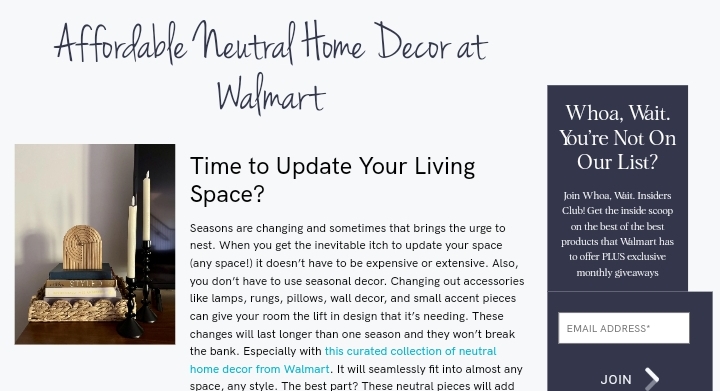 Affordable Neutral Home Decor at
Walmart
Time to Update Your Living
Space?
Seasons are changing and sometimes that brings the urge to
nest. When you get the inevitable itch to update your space
(any space!) it doesn’t have to be expensive or extensive. Also,
you don’t have to use seasonal decor. Changing out accessories
like lamps, rungs, pillows, wall decor, and small accent pieces
can give your room the lift in design that it’s needing. These
changes will last longer than one season and they won’t break
the bank. Especially with this curated collection of neutral
home decor from Walmart. It will seamlessly fit into almost any
space, any style. The best part? These neutral pieces will add
Whoa, Wait.
You’re Not On
Our List?
Join Whoa, Wait. Insiders
Club! Get the inside scoop
on the best of the best
products that Walmart has
to offer PLUS exclusive
monthly giveaways
EMAIL ADDRESS*
JOIN